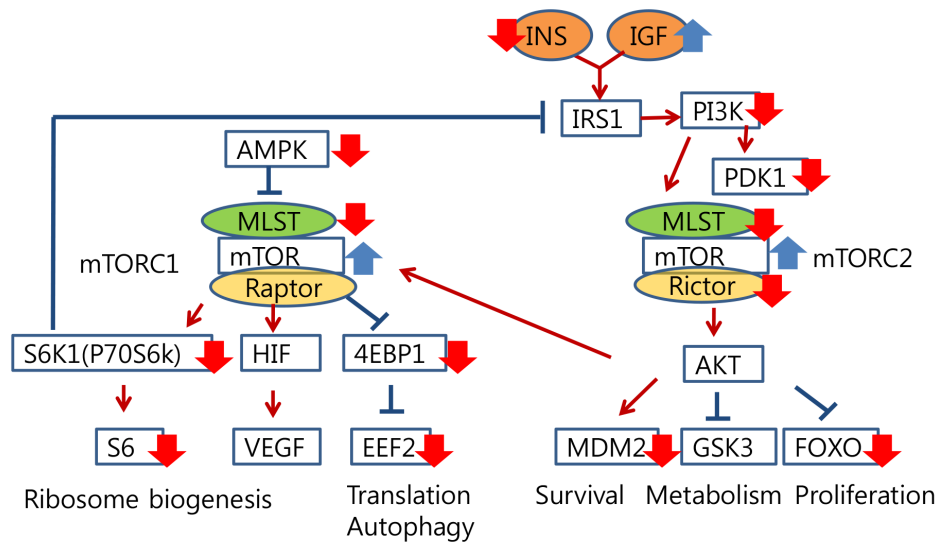 INS
IGF
IRS1
PI3K
PDK1
AMPK
MLST
mTOR
Raptor
mTORC1
MLST
mTOR
Rictor
mTORC2
S6K1(P70S6k)
HIF
4EBP1
AKT
S6
VEGF
EEF2
MDM2
GSK3
FOXO
Ribosome biogenesis
Translation
Autophagy
Survival
Metabolism
Proliferation